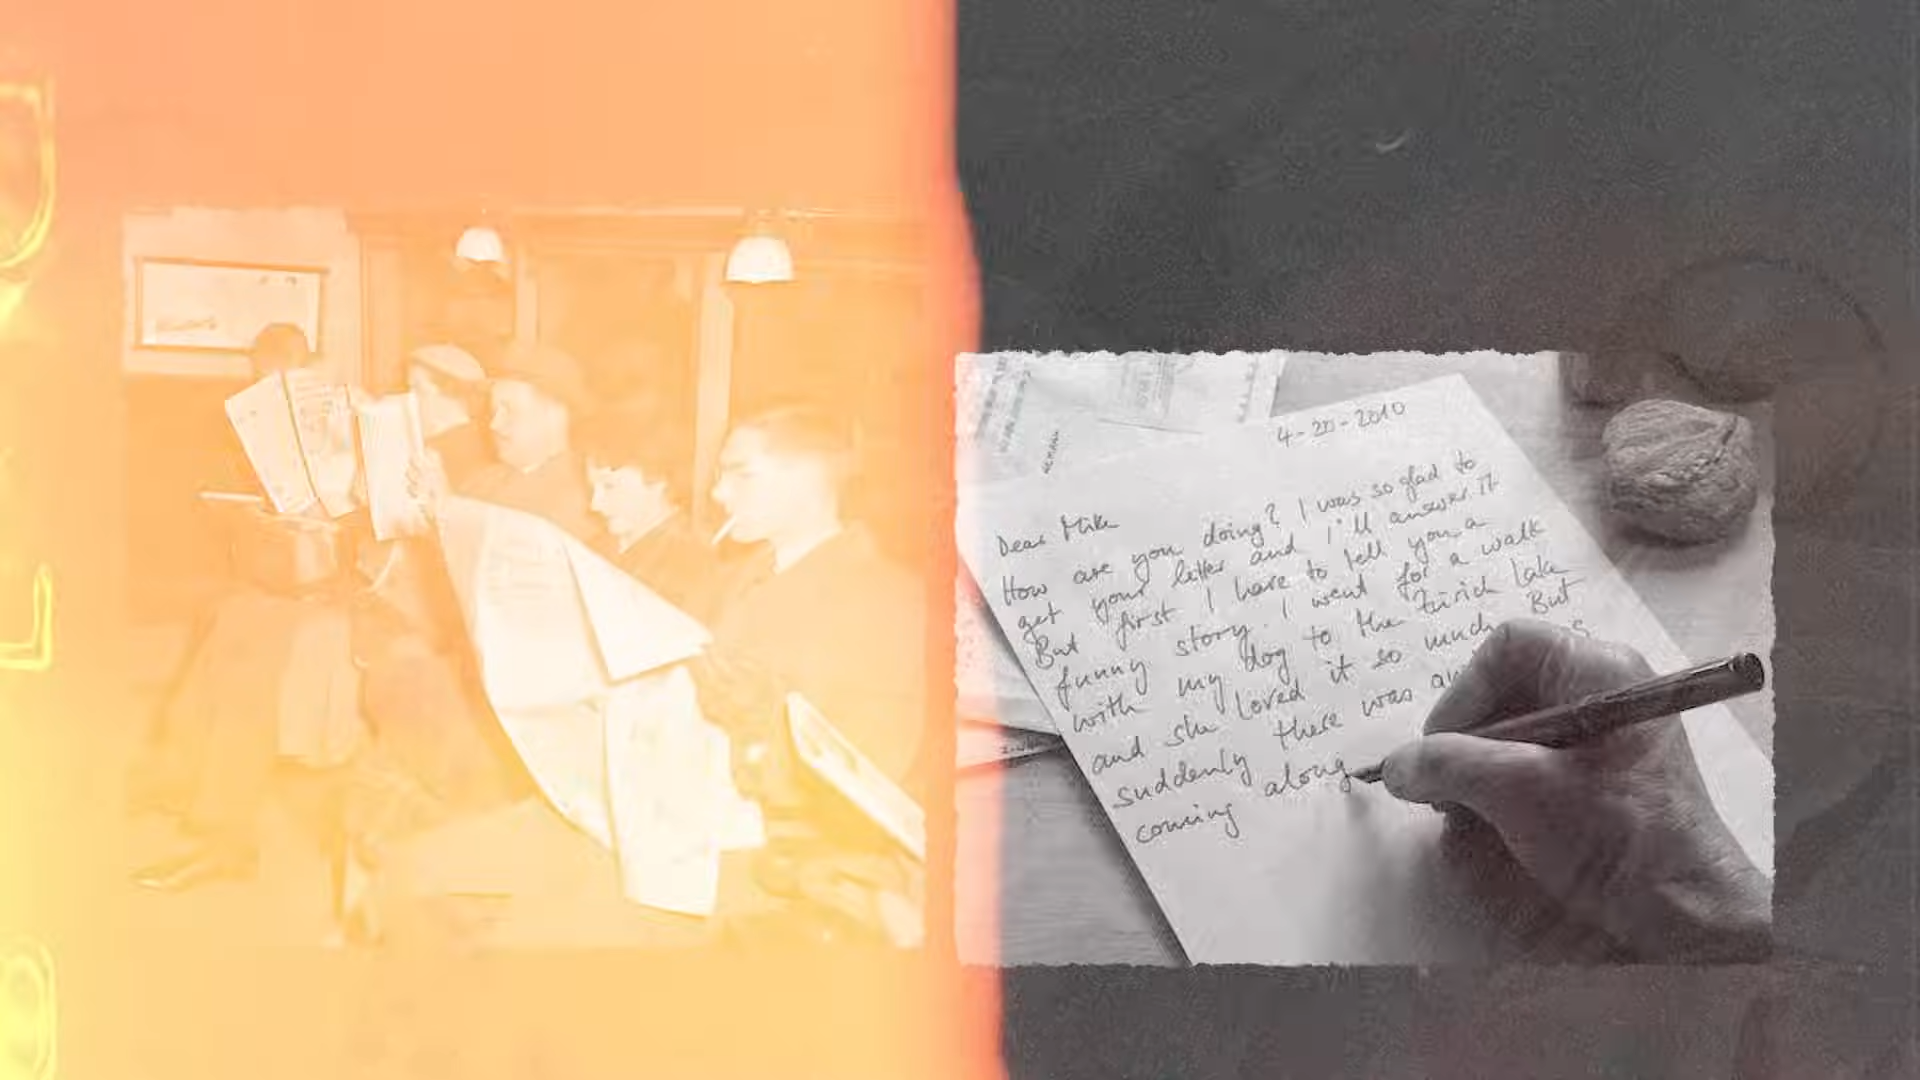 4-20-2010
Dear Mike
How are you doing? I was so glad to
get your letter and I'll answer it
But first I have to tell you a
funny story. I went for a walk
with my dog to the Zürich Lake
and she loved it so much. But
suddenly there was
coming along